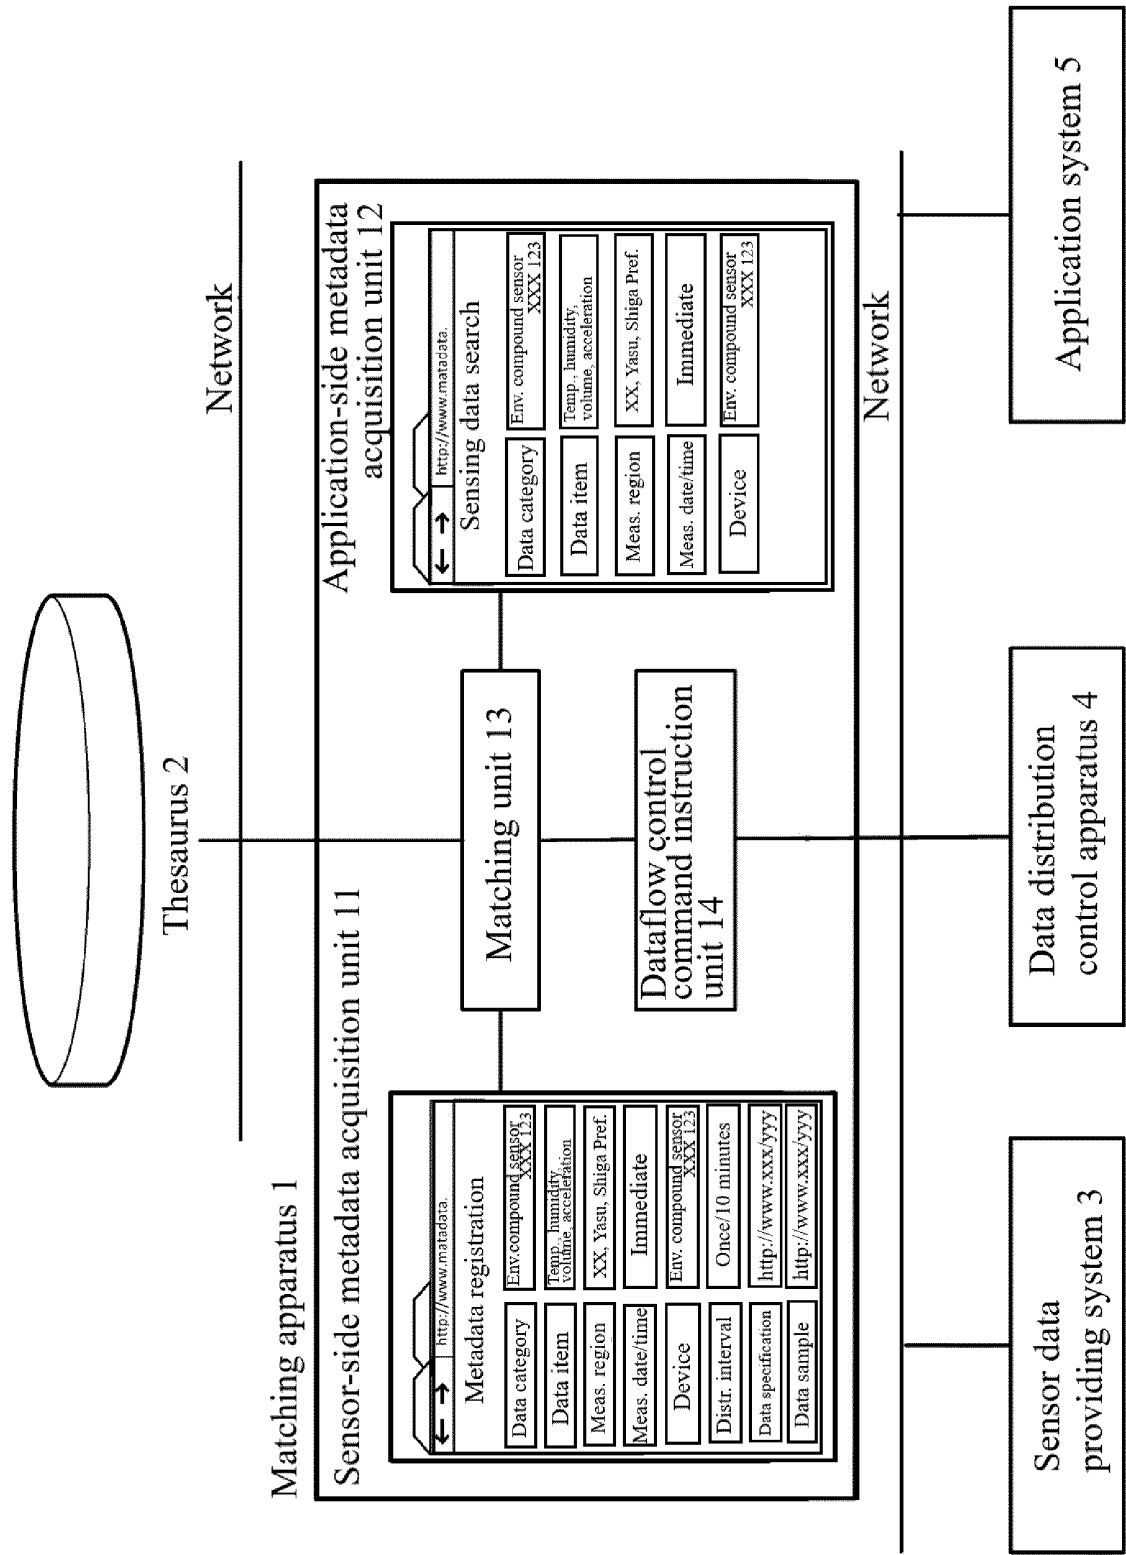 Thesaurus 2
Network
Matching apparatus 1
Sensor-side metadata acquisition unit 11
http://www.matadata.
Metadata registration
Data category
Env.compound sensor
XXX 123
Data item
Temp., humidity,
volume, acceleration
Meas. region
XX, Yasu, Shiga Pref.
Meas. date/time
Immediate
Device
Env. compound sensor
XXX 123
Distr. interval
Once/10 minutes
Data specification
http://www.xxx/yyy
Data sample
http://www.xxx/yyy
Matching unit 13
Dataflow control
command instruction
unit 14
Application-side metadata
acquisition unit 12
http://www.matadata.
Sensing data search
Data category
Env. compound sensor
XXX 123
Data item
Temp., humidity,
volume, acceleration
Meas. region
XX, Yasu, Shiga Pref.
Meas. date/time
Immediate
Device
Env. compound sensor
XXX 123
Network
Sensor data
providing system 3
Data distribution
control apparatus 4
Application system 5